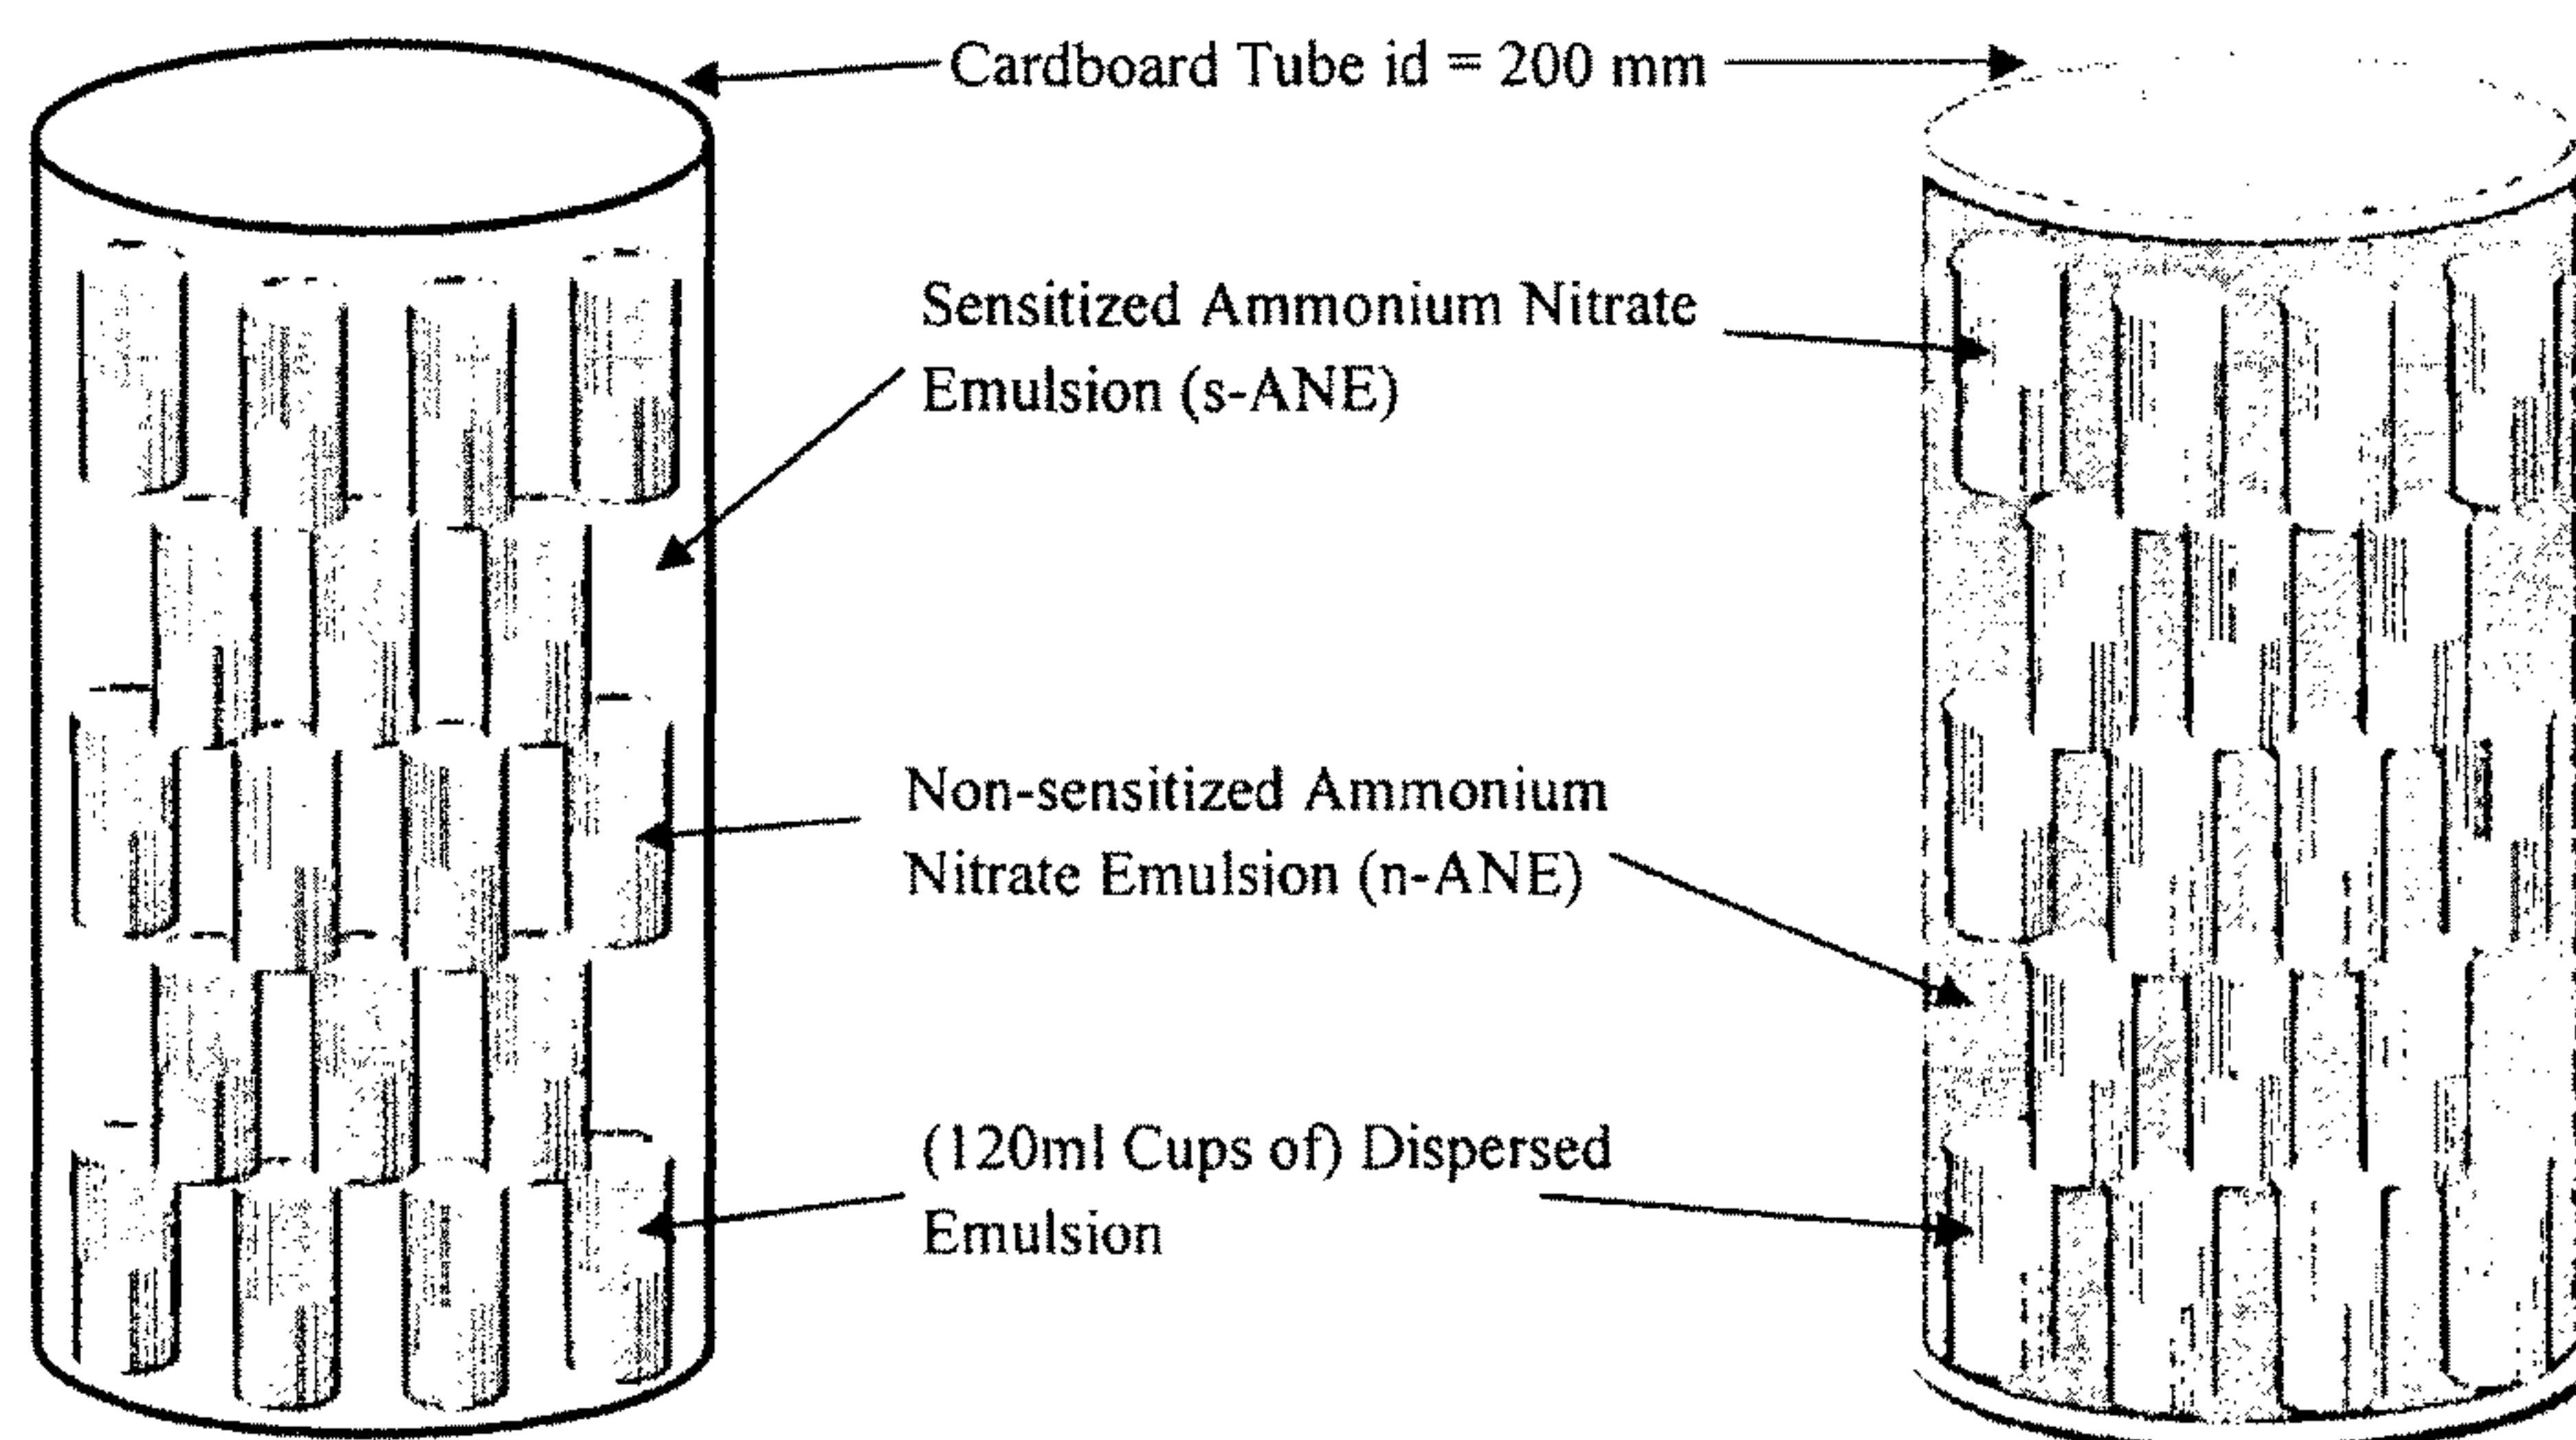 Cardboard Tube id = 200 mm
Sensitized Ammonium Nitrate
Emulsion (s-ANE)
Non-sensitized Ammonium
Nitrate Emulsion (n-ANE)
(120ml Cups of) Dispersed
Emulsion